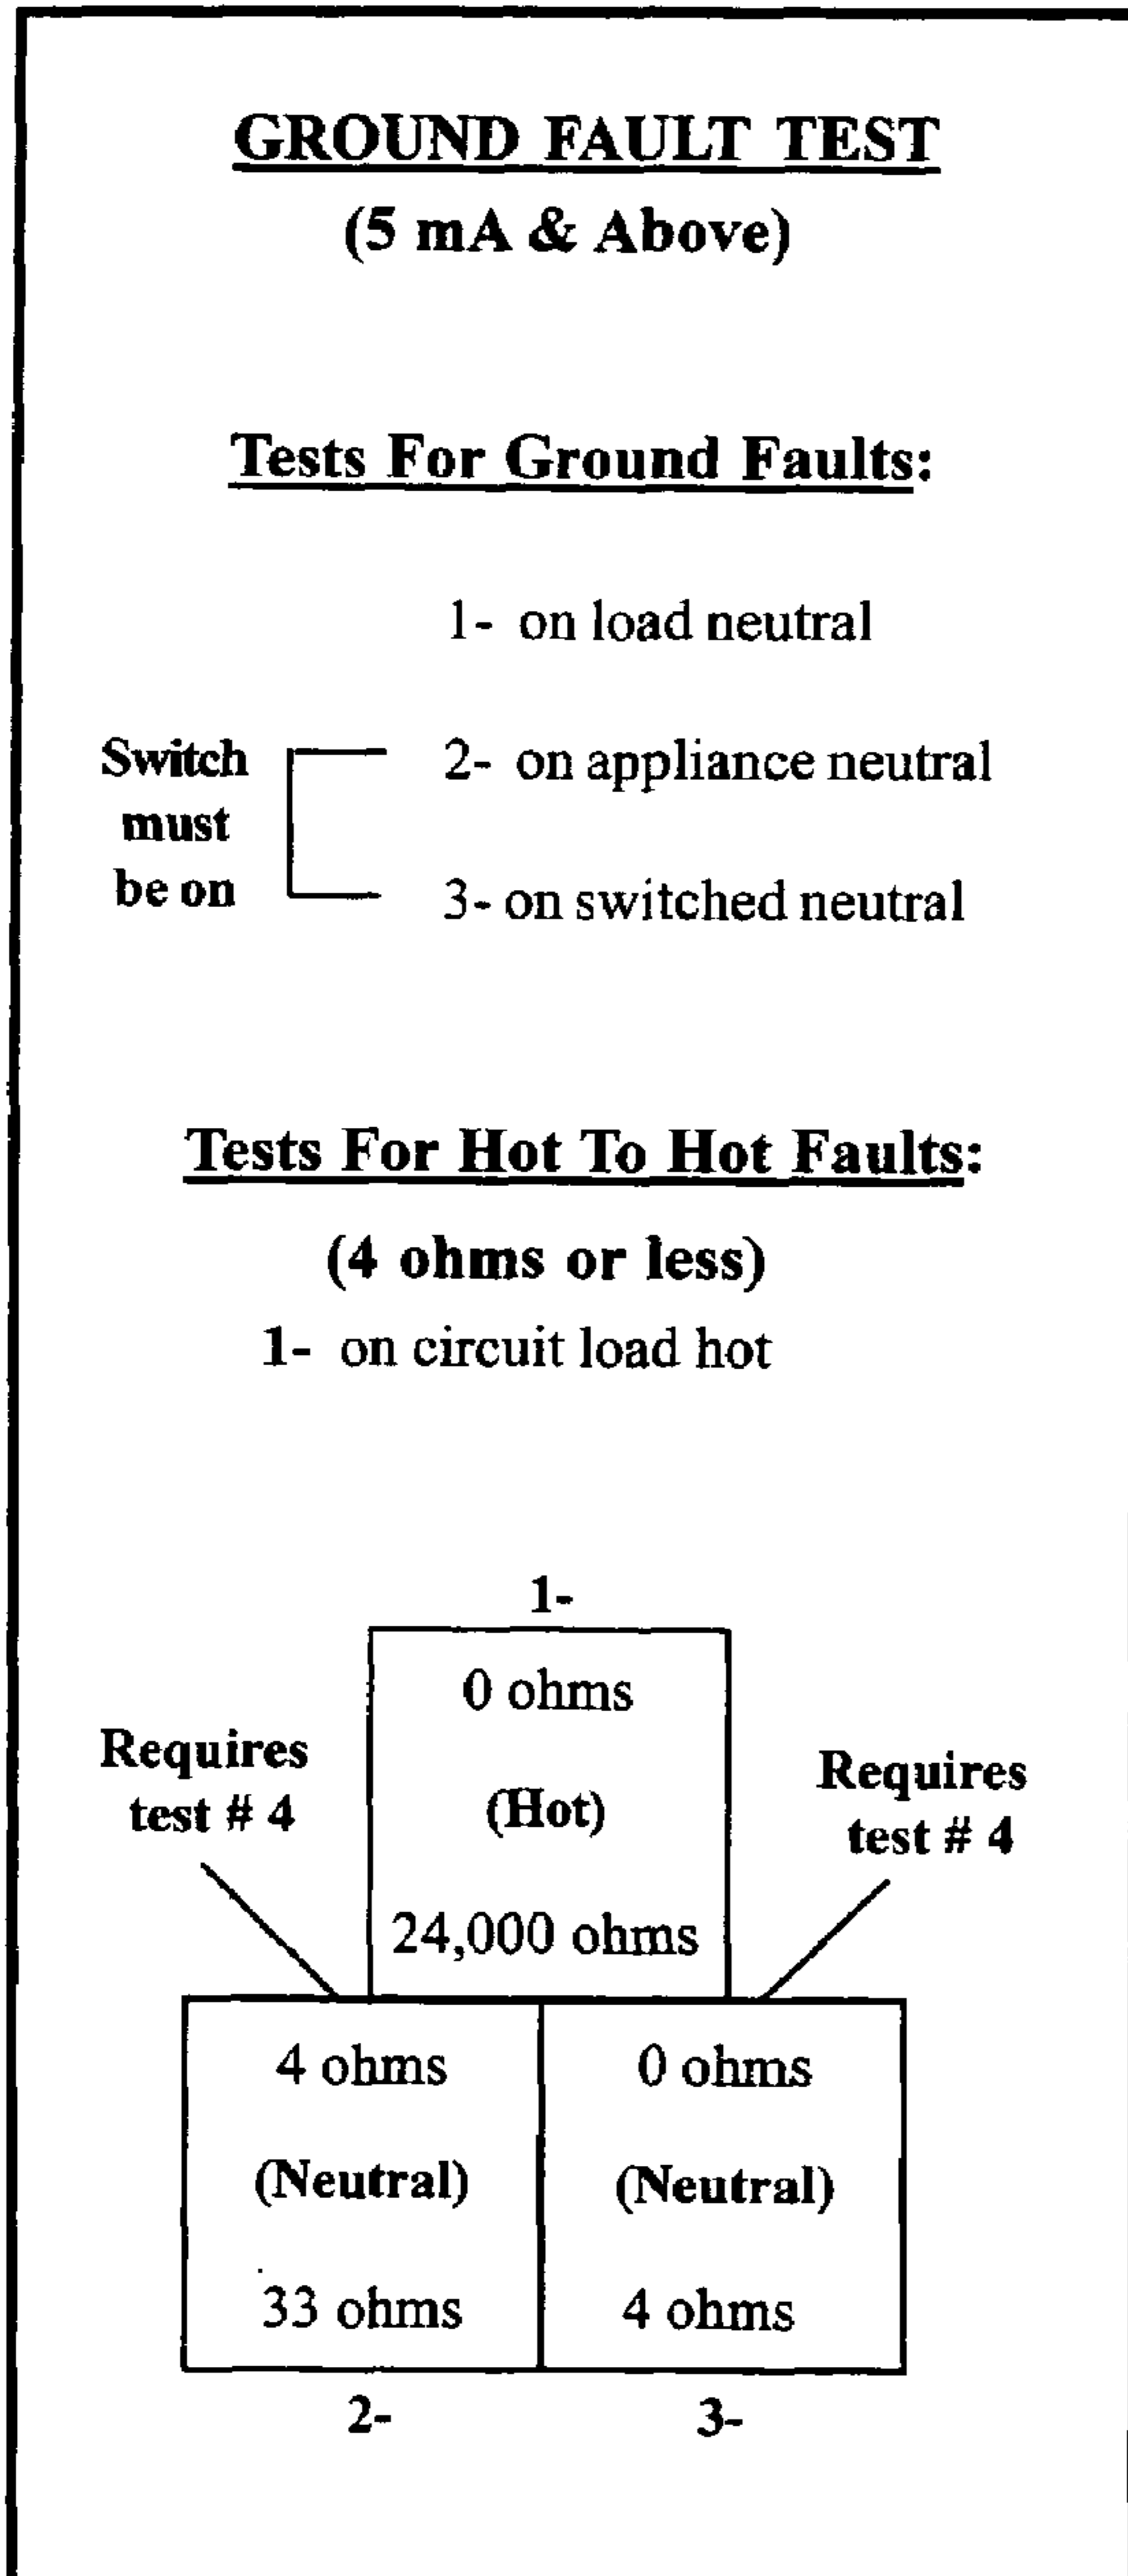 GROUND FAULT TEST
(5 mA & Above)
Tests For Ground Faults:
1- on load neutral
Switch
must
be on
2- on appliance neutral
3- on switched neutral
Tests For Hot To Hot Faults:
(4 ohms or less)
1- on circuit load hot
1-
0 ohms
(Hot)
24,000 ohms
Requires
test # 4
Requires
test # 4
4 ohms
(Neutral)
33 ohms
0 ohms
(Neutral)
4 ohms
2-
3-